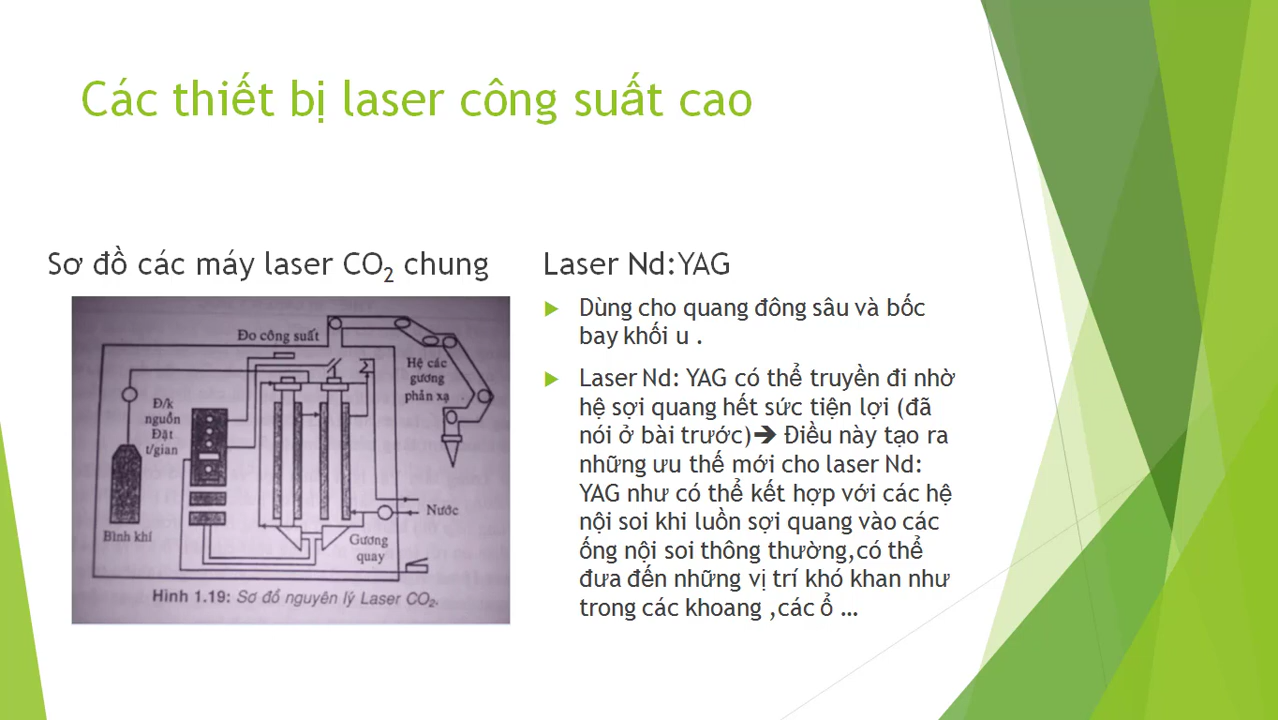 Các thiết bị laser công suất cao
Sơ đồ các máy laser CO₂ chung
Đo công suất
Hệ các
gương
phản xạ
Đ/k
nguồn
Đặt
t/gian
Bình khí
Nước
Gương
quay
Hình 1.19: Sơ đồ nguyên lý Laser CO₂.
Laser Nd:YAG
Dùng cho quang đông sâu và bốc
bay khối u .
Laser Nd: YAG có thể truyền đi nhờ
hệ sợi quang hết sức tiện lợi (đã
nói ở bài trước)➔ Điều này tạo ra
những ưu thế mới cho laser Nd:
YAG như có thể kết hợp với các hệ
nội soi khi luồn sợi quang vào các
ống nội soi thông thường,có thể
đưa đến những vị trí khó khan như
trong các khoang ,các ổ …